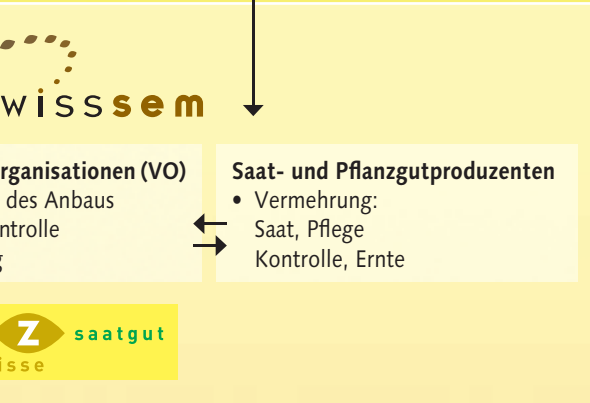 wisssem
rganisationen (VO)
des Anbaus
ntrolle
g
Saat- und Pflanzgutproduzenten
• Vermehrung:
Saat, Pflege
Kontrolle, Ernte
z saatgut
isse